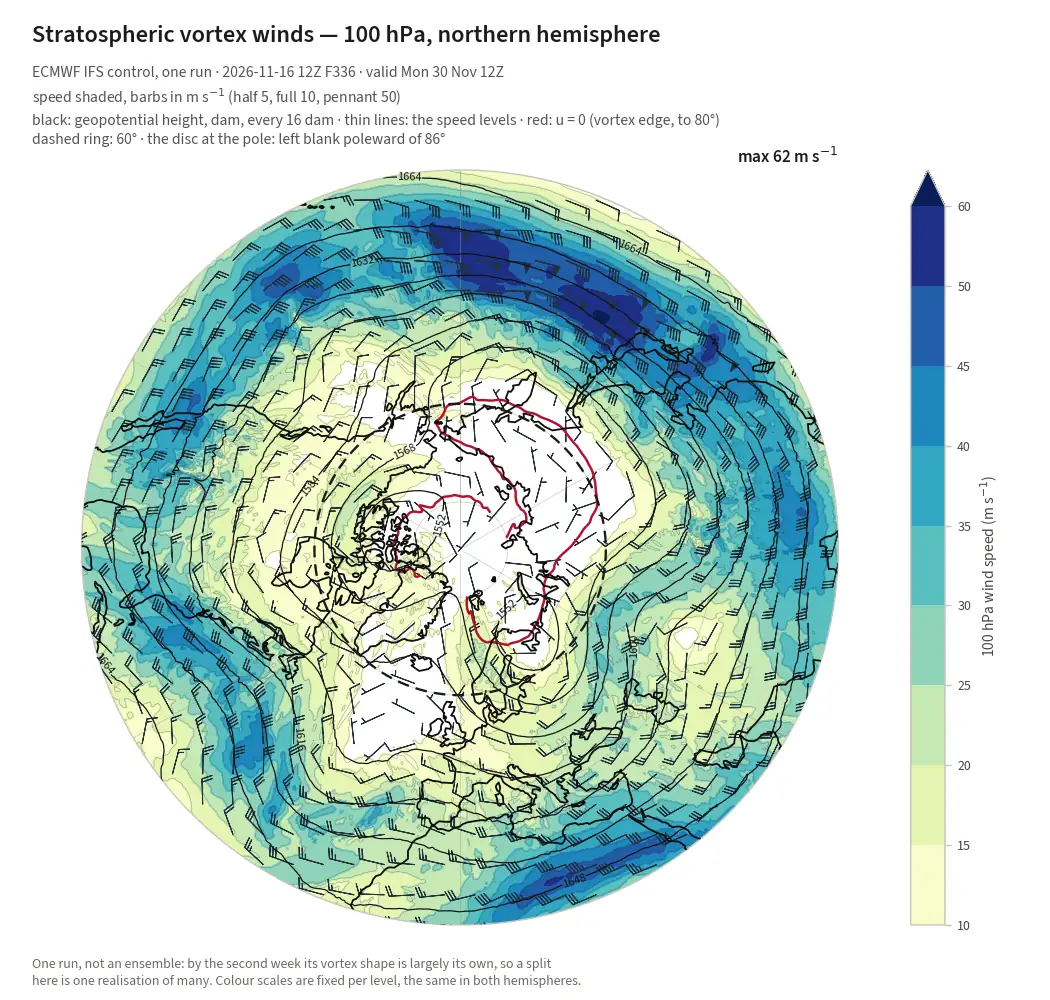 Stratospheric vortex winds — 100 hPa, northern hemisphere
ECMWF IFS control, one run · 2026-11-16 12Z F336 · valid Mon 30 Nov 12Z
speed shaded, barbs in m s⁻¹ (half 5, full 10, pennant 50)
black: geopotential height, dam, every 16 dam · thin lines: the speed levels · red: u = 0 (vortex edge, to 80°)
dashed ring: 60° · the disc at the pole: left blank poleward of 86°
max 62 m s⁻¹
1664
1664
1632
1568
1552
1552
1616
1664
1648
60
50
45
40
35
30
25
20
15
10
100 hPa wind speed (m s⁻¹)
One run, not an ensemble: by the second week its vortex shape is largely its own, so a split
here is one realisation of many. Colour scales are fixed per level, the same in both hemispheres.